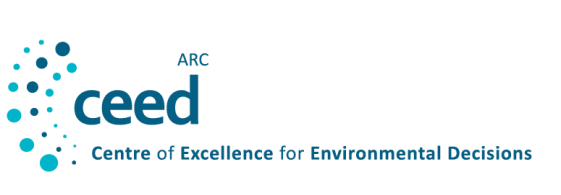 ARC
ceed
Centre of Excellence for Environmental Decisions